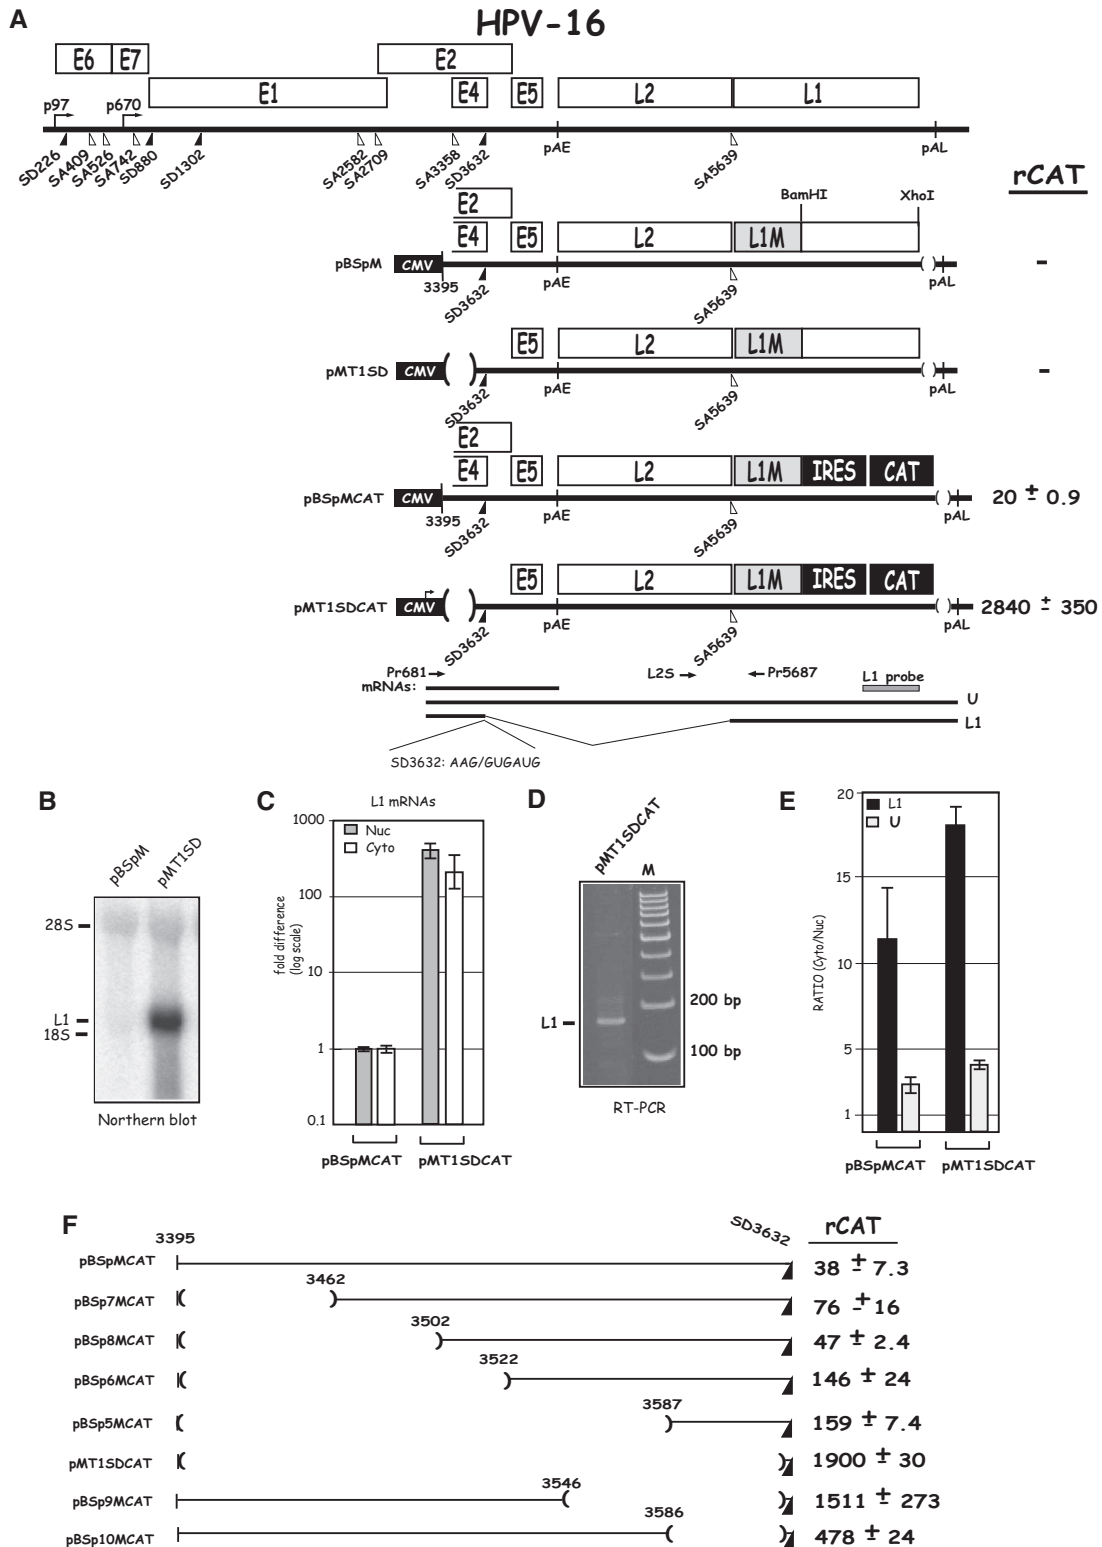 A
HPV-16
E6 E7 E2
E1 E4 E5 L2 L1
p97 p670
SD226 SA409 SA526 SA742 SD880 SD1302 SA2582 SA2709 SA3358 SD3632 pAE SA5639 pAL
rCAT
BamHI XhoI
E2
E4 E5 L2 L1M
pBSpM CMV ( ) -
3395 SD3632 pAE SA5639 pAL
E5 L2 L1M
pMT1SD CMV ( ) ( ) -
SD3632 pAE SA5639 pAL
E2
E4 E5 L2 L1M IRES CAT
pBSpMCAT CMV ( ) 20 ± 0.9
3395 SD3632 pAE SA5639 pAL
E5 L2 L1M IRES CAT
pMT1SDCAT CMV ( ) ( ) 2840 ± 350
SD3632 pAE SA5639 pAL
Pr681 L2S Pr5687 L1 probe
mRNAs:
U
L1
SD3632: AAG/GUGAUG
B
pBSpM pMT1SD
28S
L1
18S
Northern blot
C
L1 mRNAs
1000
Nuc
Cyto
100
10
1
0.1
fold difference
(log scale)
pBSpMCAT pMT1SDCAT
D
pMT1SDCAT M
200 bp
L1
100 bp
RT-PCR
E
20
L1
U
15
10
5
1
RATIO (Cyto/Nuc)
pBSpMCAT pMT1SDCAT
F
3395 SD3632 rCAT
pBSpMCAT 38 ± 7.3
3462
pBSp7MCAT ( ) 76 ± 16
3502
pBSp8MCAT ( ) 47 ± 2.4
3522
pBSp6MCAT ( ) 146 ± 24
3587
pBSp5MCAT ( ) 159 ± 7.4
pMT1SDCAT ( ) 1900 ± 30
3546
pBSp9MCAT ( ) 1511 ± 273
3586
pBSp10MCAT ( ) 478 ± 24